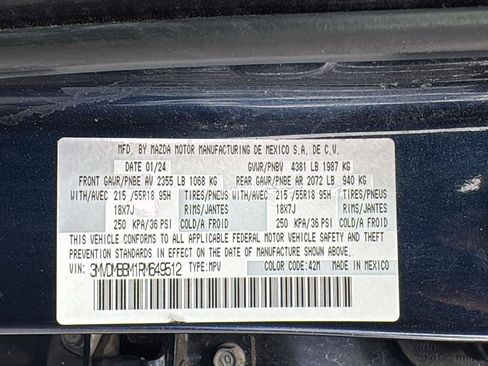 MFD. BY MAZDA MOTOR MANUFACTURING DE MEXICO S.A. DE C.V.
DATE 01/24 GVWR/PNBV 4381 LB 1987 KG
FRONT GAWR/PNBE AV 2355 LB 1068 KG REAR GAWR/PNBE AR 2072 LB 940 KG
WITH/AVEC 215 /55R18 95H TIRES/PNEUS WITH/AVEC 215 /55R18 95H TIRES/PNEUS
18X7J RIMS/JANTES 18X7J RIMS/JANTES
250 KPA/36 PSI COLD/A FROID 250 KPA/36 PSI COLD/A FROID
THIS VEHICLE CONFORMS TO ALL APPLICABLE FEDERAL MOTOR VEHICLE SAFETY AND THEFT
PREVENTION STANDARDS IN EFFECT ON THE DATE OF MANUFACTURE SHOWN ABOVE.
VIN: 3MVDMBBM1RM649512 TYPE: MPV COLOR CODE: 42M MADE IN MEXICO